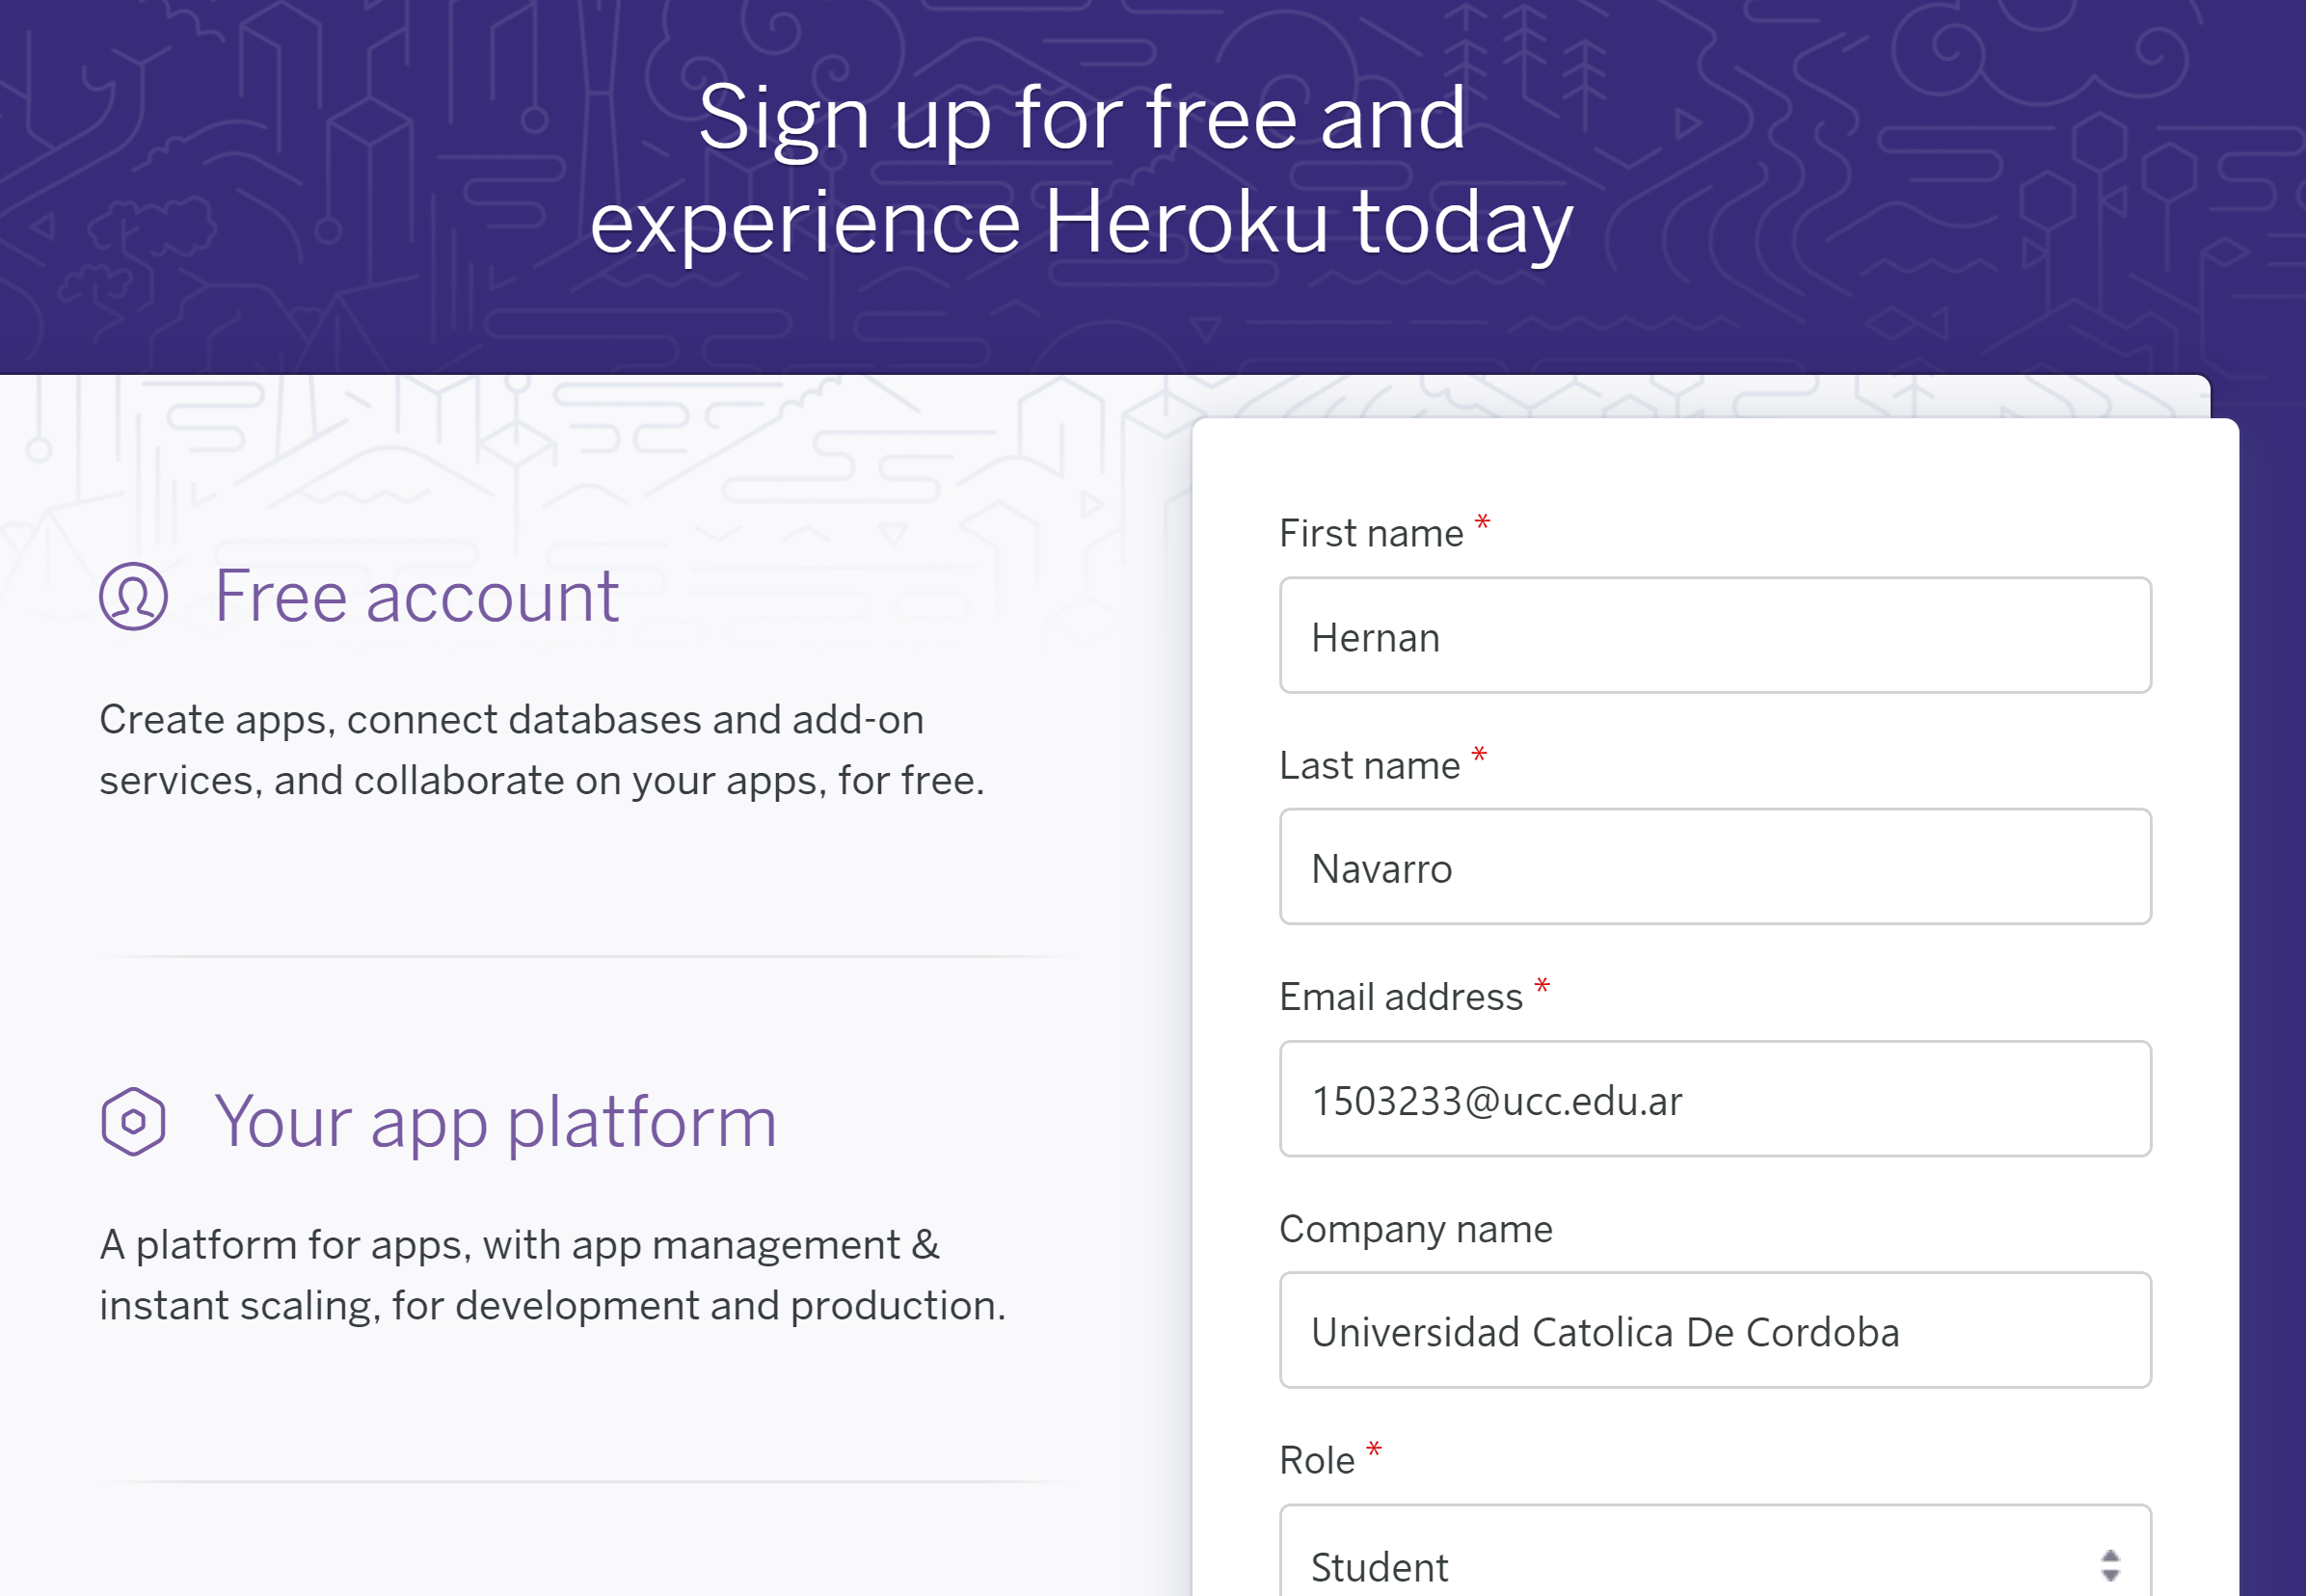 Sign up for free and
experience Heroku today
Free account
Create apps, connect databases and add-on
services, and collaborate on your apps, for free.
Your app platform
A platform for apps, with app management &
instant scaling, for development and production.
First name *
Hernan
Last name *
Navarro
Email address *
1503233@ucc.edu.ar
Company name
Universidad Catolica De Cordoba
Role *
Student